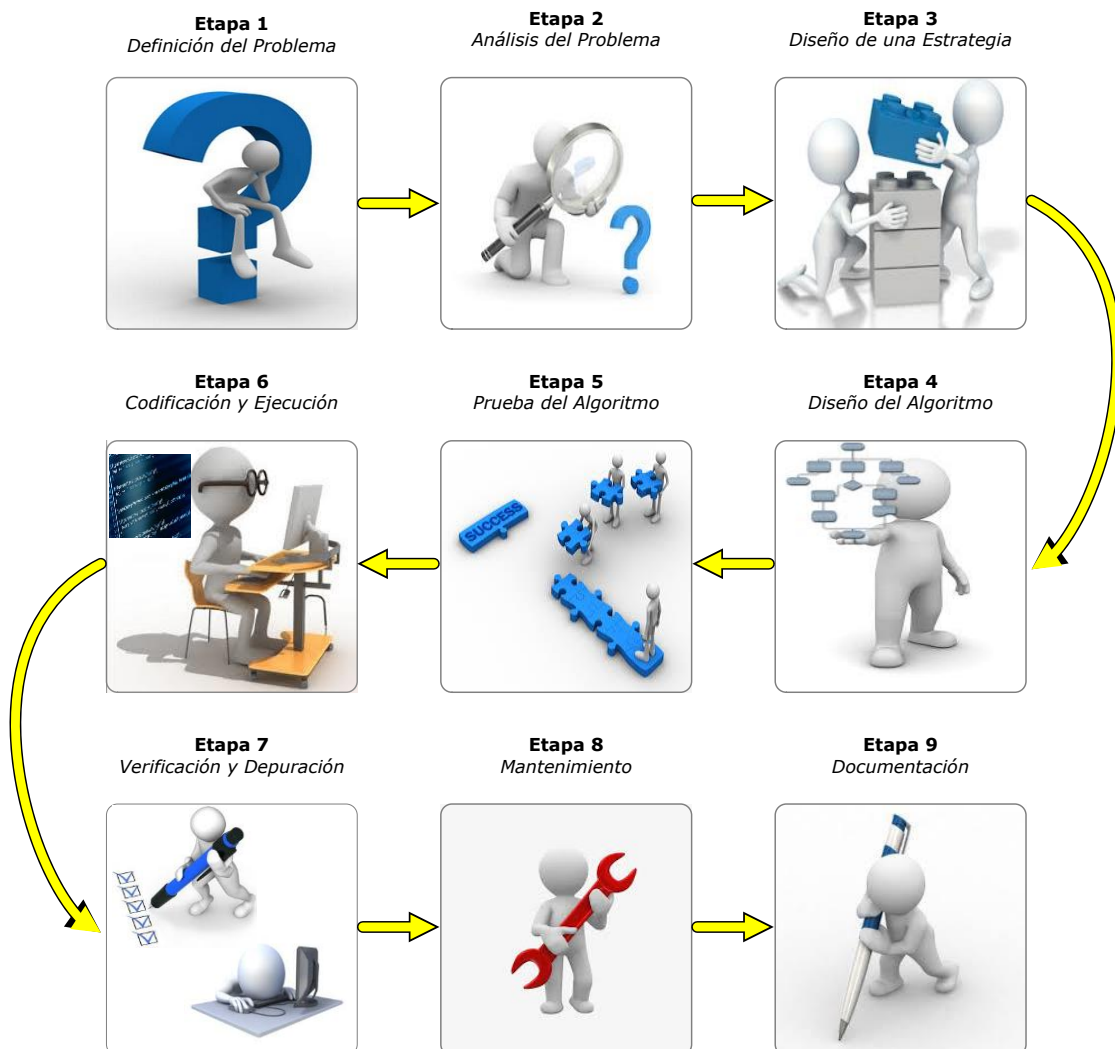 Etapa 1
Definición del Problema
Etapa 2
Análisis del Problema
Etapa 3
Diseño de una Estrategia
Etapa 4
Diseño del Algoritmo
Etapa 5
Prueba del Algoritmo
SUCCESS
Etapa 6
Codificación y Ejecución
Etapa 7
Verificación y Depuración
Etapa 8
Mantenimiento
Etapa 9
Documentación